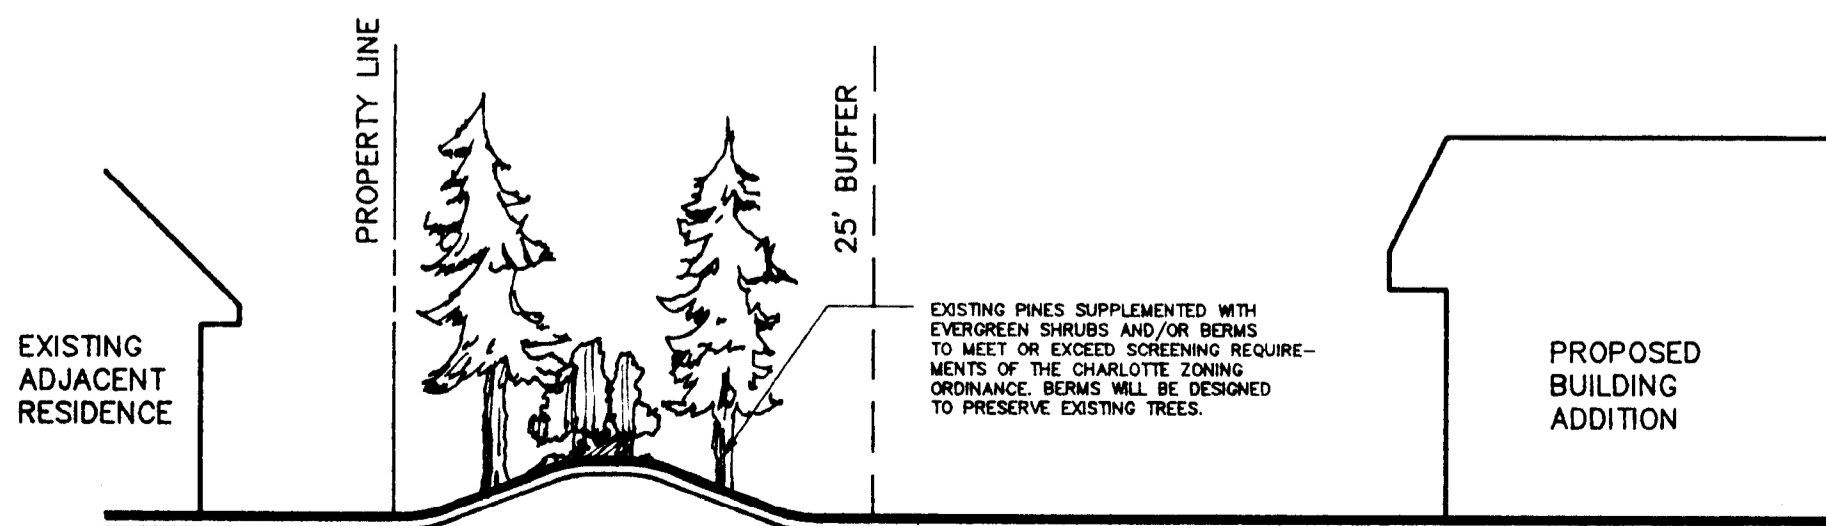 PROPERTY LINE
25' BUFFER
EXISTING
ADJACENT
RESIDENCE
EXISTING PINES SUPPLEMENTED WITH
EVERGREEN SHRUBS AND/OR BERMS
TO MEET OR EXCEED SCREENING REQUIRE-
MENTS OF THE CHARLOTTE ZONING
ORDINANCE. BERMS WILL BE DESIGNED
TO PRESERVE EXISTING TREES.
PROPOSED
BUILDING
ADDITION